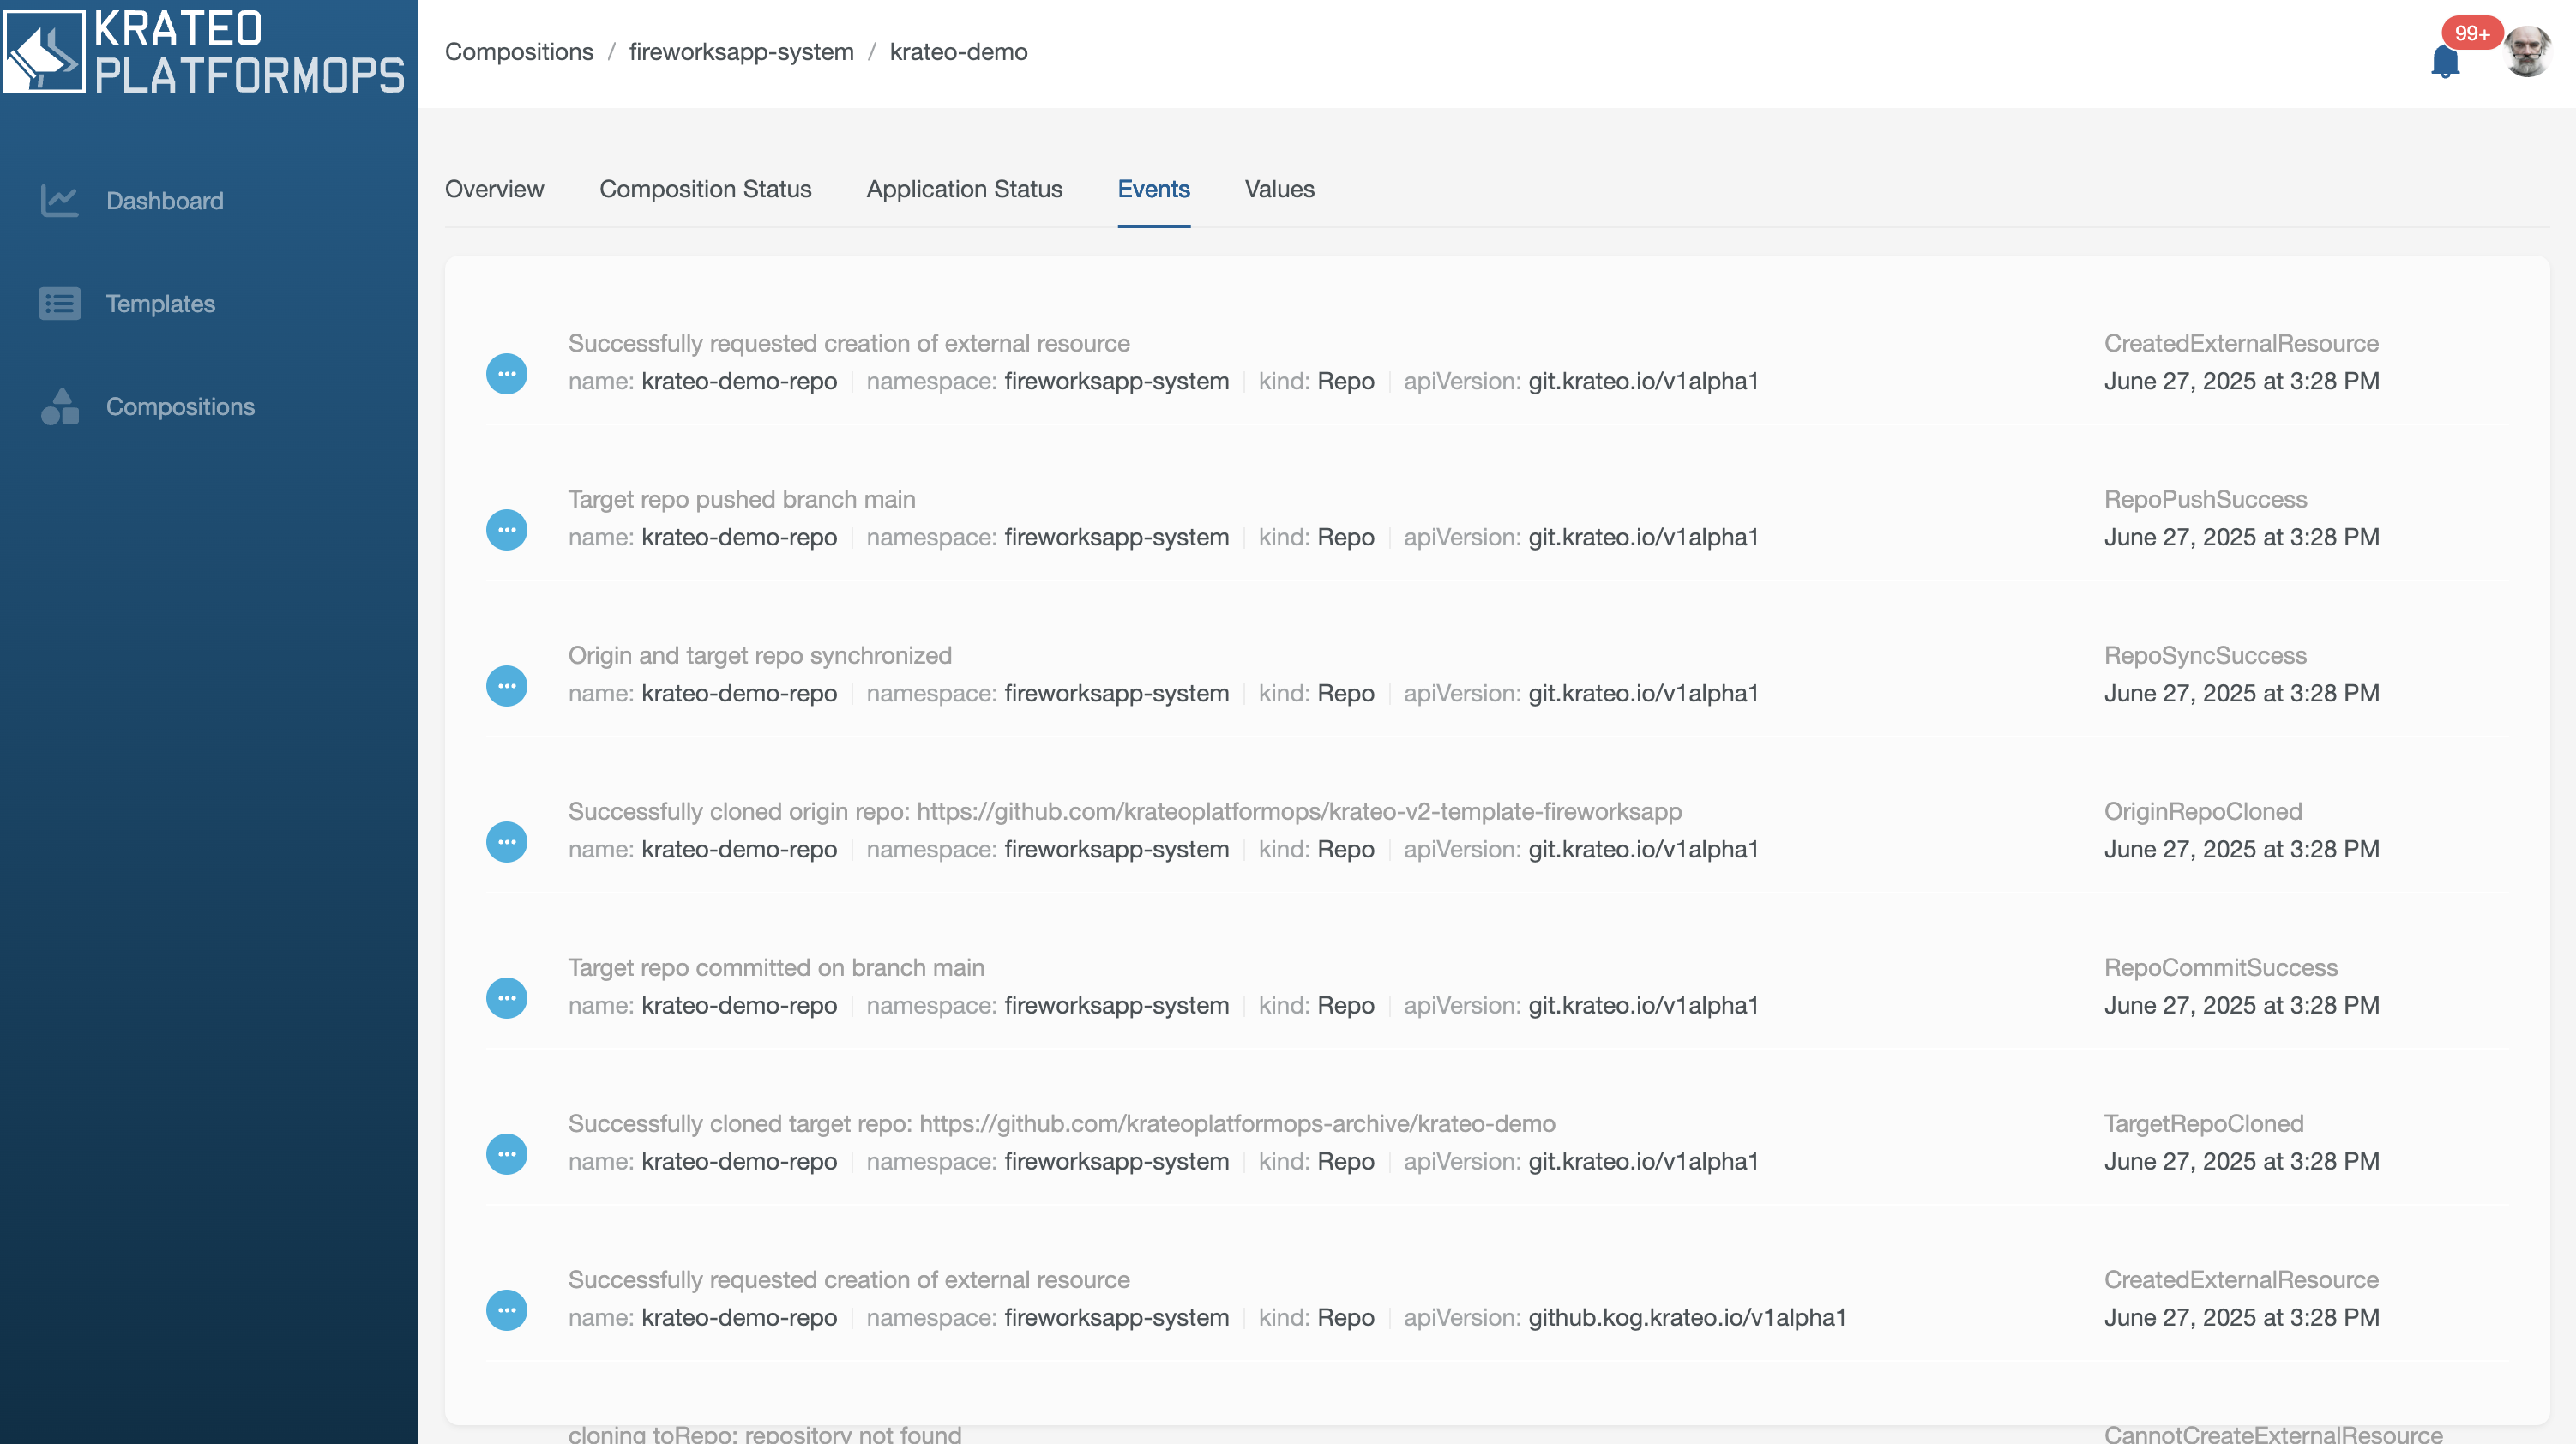 KRATEO
PLATFORMOPS
Compositions / fireworksapp-system / krateo-demo
99+
Dashboard
Templates
Compositions
Overview Composition Status Application Status Events Values
Successfully requested creation of external resource CreatedExternalResource
name: krateo-demo-repo namespace: fireworksapp-system kind: Repo apiVersion: git.krateo.io/v1alpha1 June 27, 2025 at 3:28 PM
Target repo pushed branch main RepoPushSuccess
name: krateo-demo-repo namespace: fireworksapp-system kind: Repo apiVersion: git.krateo.io/v1alpha1 June 27, 2025 at 3:28 PM
Origin and target repo synchronized RepoSyncSuccess
name: krateo-demo-repo namespace: fireworksapp-system kind: Repo apiVersion: git.krateo.io/v1alpha1 June 27, 2025 at 3:28 PM
Successfully cloned origin repo: https://github.com/krateoplatformops/krateo-v2-template-fireworksapp OriginRepoCloned
name: krateo-demo-repo namespace: fireworksapp-system kind: Repo apiVersion: git.krateo.io/v1alpha1 June 27, 2025 at 3:28 PM
Target repo committed on branch main RepoCommitSuccess
name: krateo-demo-repo namespace: fireworksapp-system kind: Repo apiVersion: git.krateo.io/v1alpha1 June 27, 2025 at 3:28 PM
Successfully cloned target repo: https://github.com/krateoplatformops-archive/krateo-demo TargetRepoCloned
name: krateo-demo-repo namespace: fireworksapp-system kind: Repo apiVersion: git.krateo.io/v1alpha1 June 27, 2025 at 3:28 PM
Successfully requested creation of external resource CreatedExternalResource
name: krateo-demo-repo namespace: fireworksapp-system kind: Repo apiVersion: github.kog.krateo.io/v1alpha1 June 27, 2025 at 3:28 PM
cloning toRepo: repository not found CannotCreateExternalResource